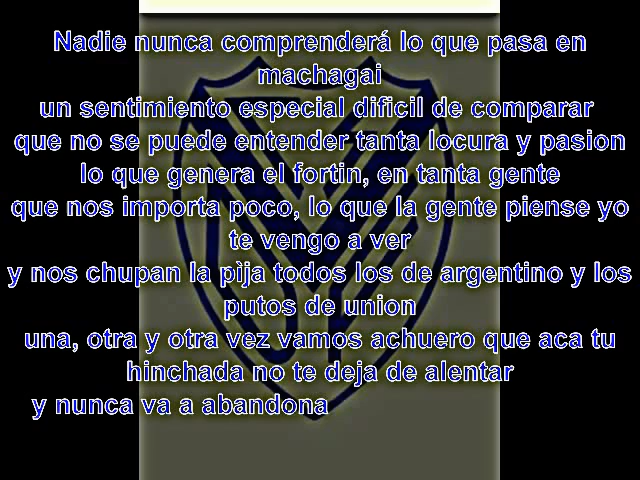 Nadie nunca comprenderá lo que pasa en
machagai
un sentimiento especial dificil de comparar
que no se puede entender tanta locura y pasion
lo que genera el fortin, en tanta gente
que nos importa poco, lo que la gente piense yo
te vengo a ver
y nos chupan la pìja todos los de argentino y los
putos de union
una, otra y otra vez vamos achuero que aca tu
hinchada no te deja de alentar
y nunca va a abandona